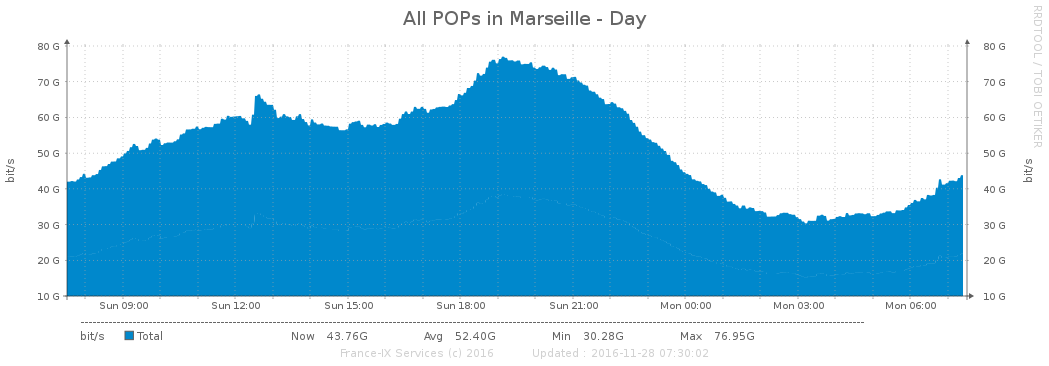 All POPs in Marseille - Day
RRDTOOL / TOBI OETIKER
80 G 80 G
70 G 70 G
60 G 60 G
50 G 50 G
40 G 40 G
30 G 30 G
20 G 20 G
10 G 10 G
bit/s bit/s
Sun 09:00 Sun 12:00 Sun 15:00 Sun 18:00 Sun 21:00 Mon 00:00 Mon 03:00 Mon 06:00
bit/s Total Now 43.76G Avg 52.40G Min 30.28G Max 76.95G
France-IX Services (c) 2016 Updated : 2016-11-28 07:30:02